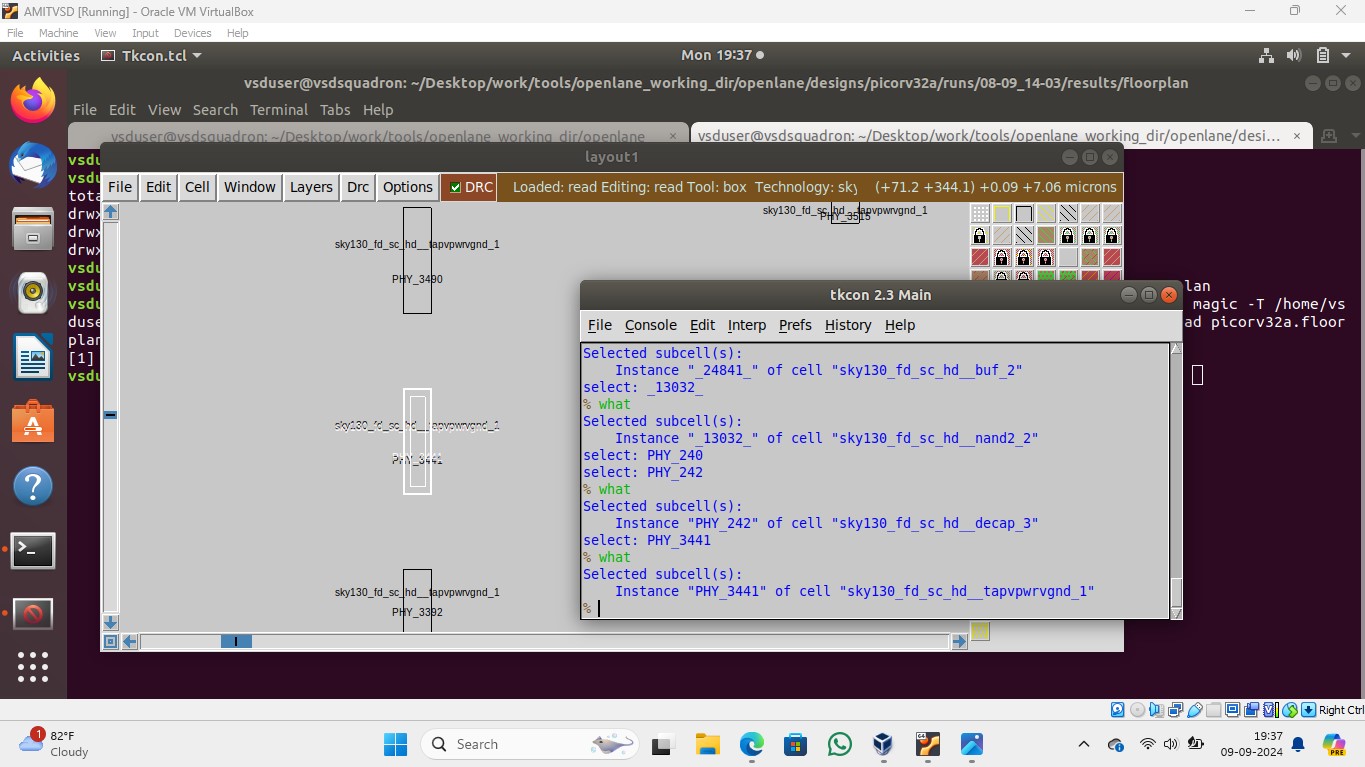 AMITVSD [Running] - Oracle VM VirtualBox
File Machine View Input Devices Help
Activities Tkcon.tcl Mon 19:37
vsduser@vsdsquadron: ~/Desktop/work/tools/openlane_working_dir/openlane/designs/picorv32a/runs/08-09_14-03/results/floorplan
File Edit View Search Terminal Tabs Help
vsduser@vsdsquadron: ~/Desktop/work/tools/openlane_working_dir/openlane × vsduser@vsdsquadron: ~/Desktop/work/tools/openlane_working_dir/openlane/desi... ×
layout1
File Edit Cell Window Layers Drc Options DRC Loaded: read Editing: read Tool: box Technology: sky (+71.2 +344.1) +0.09 +7.06 microns
sky130_fd_sc_hd__tapvpwrvgnd_1
PHY_3515
sky130_fd_sc_hd__tapvpwrvgnd_1
PHY_3490
sky130_fd_sc_hd__tapvpwrvgnd_1
PHY_3441
sky130_fd_sc_hd__tapvpwrvgnd_1
PHY_3392
vsdu
vsdu
tota
drwx
drwx
drwx
vsdu
vsdu
vsdu
duse
plan
[1]
vsdu
lan
magic -T /home/vs
ad picorv32a.floor
tkcon 2.3 Main
File Console Edit Interp Prefs History Help
Selected subcell(s):
Instance "_24841_" of cell "sky130_fd_sc_hd__buf_2"
select: _13032_
% what
Selected subcell(s):
Instance "_13032_" of cell "sky130_fd_sc_hd__nand2_2"
select: PHY_240
select: PHY_242
% what
Selected subcell(s):
Instance "PHY_242" of cell "sky130_fd_sc_hd__decap_3"
select: PHY_3441
% what
Selected subcell(s):
Instance "PHY_3441" of cell "sky130_fd_sc_hd__tapvpwrvgnd_1"
%
Right Ctrl
1
82°F
Cloudy
Search
64
19:37
09-09-2024
PRE